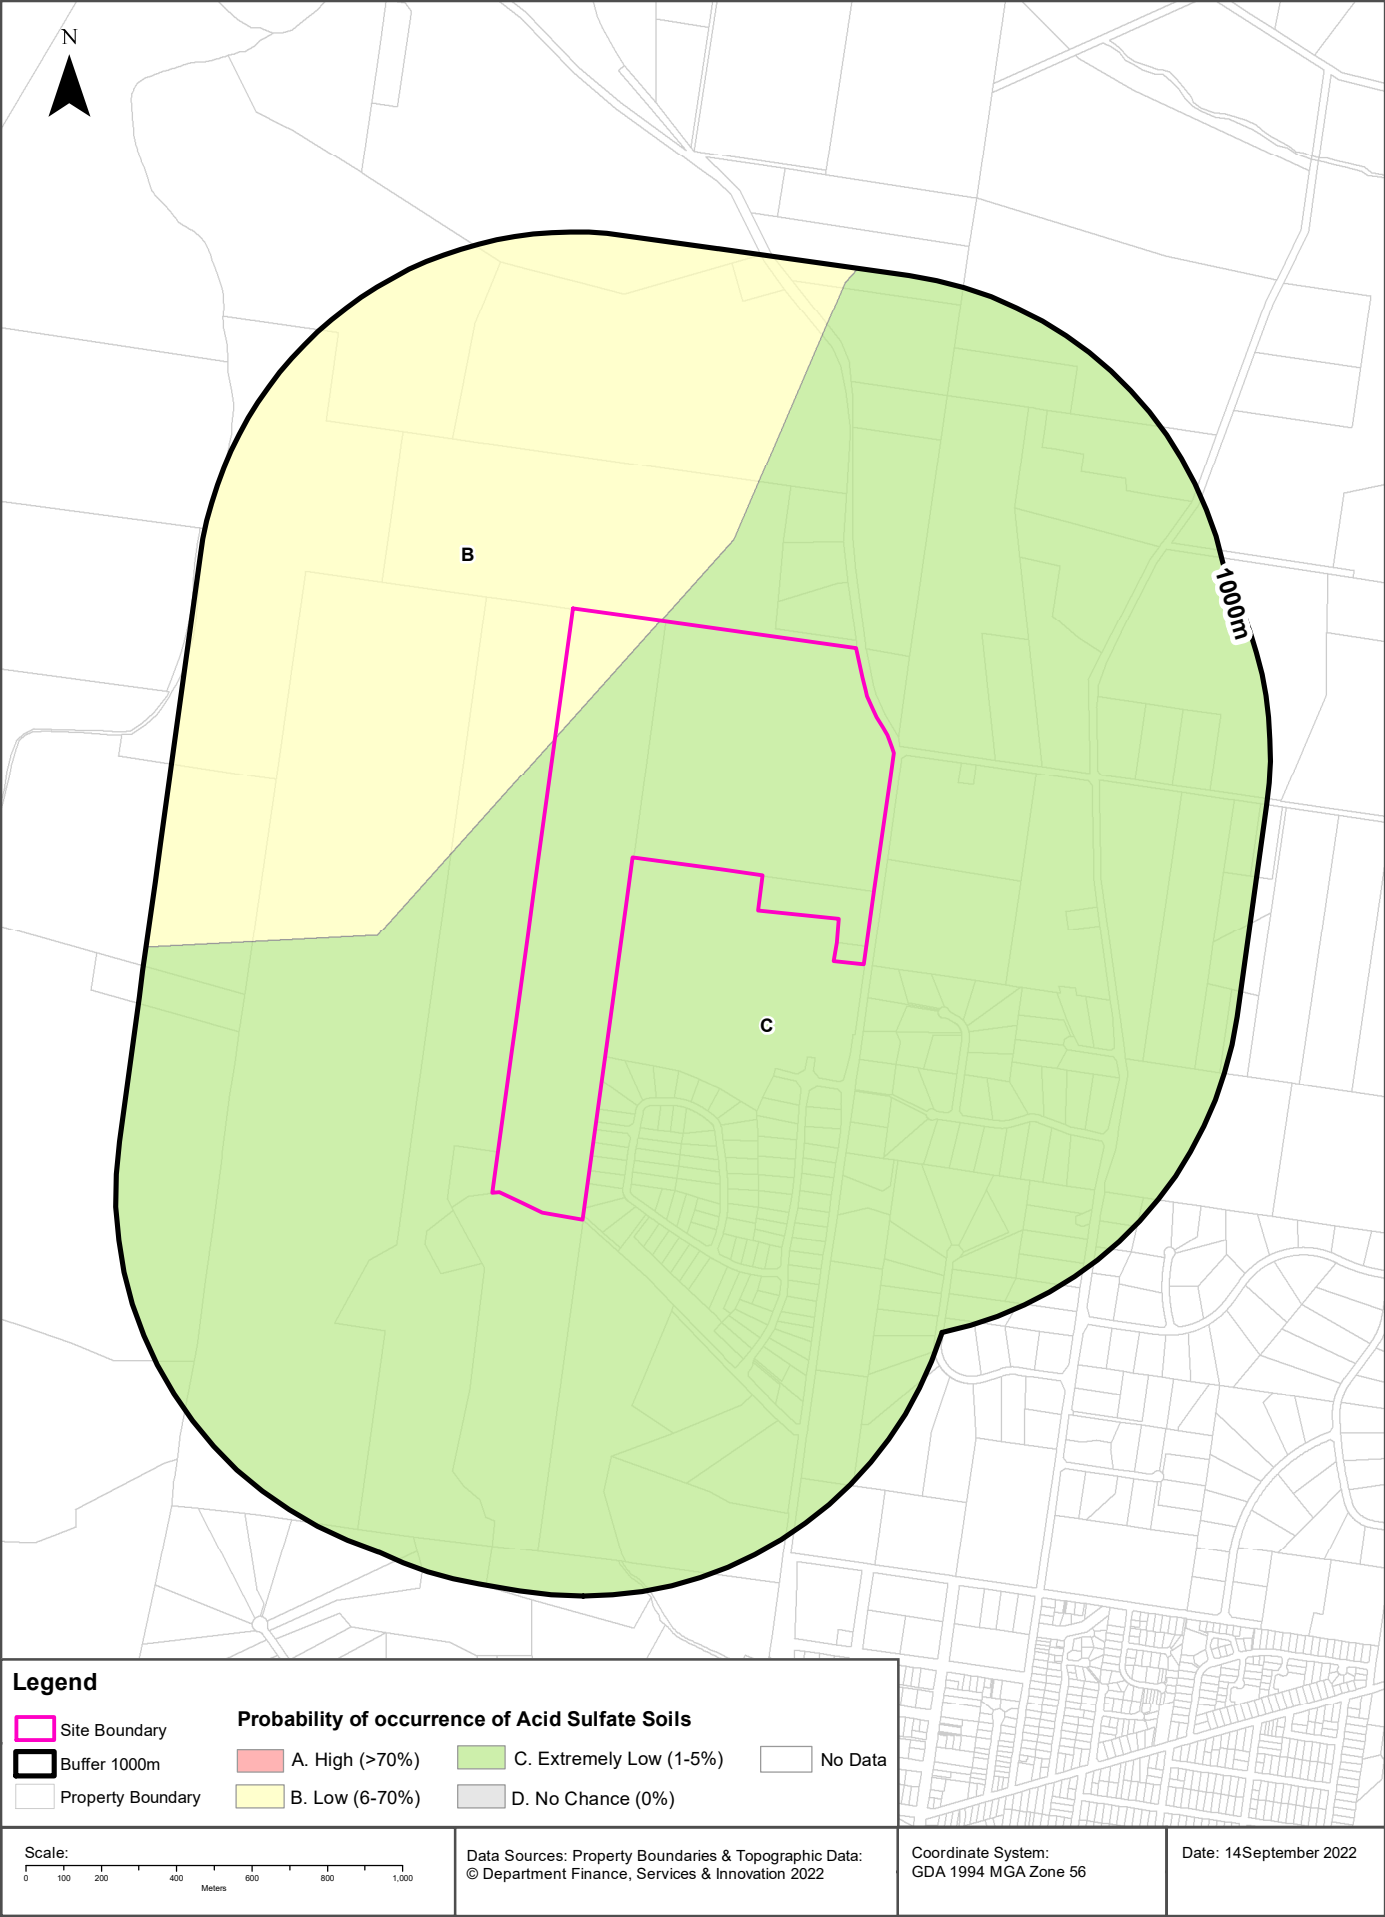 N
B
1000m
C
Legend
Site Boundary
Buffer 1000m
Property Boundary
Probability of occurrence of Acid Sulfate Soils
A. High (>70%)
B. Low (6-70%)
C. Extremely Low (1-5%)
D. No Chance (0%)
No Data
Scale:
0 100 200 400 600 800 1,000
Meters
Data Sources: Property Boundaries & Topographic Data:
© Department Finance, Services & Innovation 2022
Coordinate System:
GDA 1994 MGA Zone 56
Date: 14September 2022